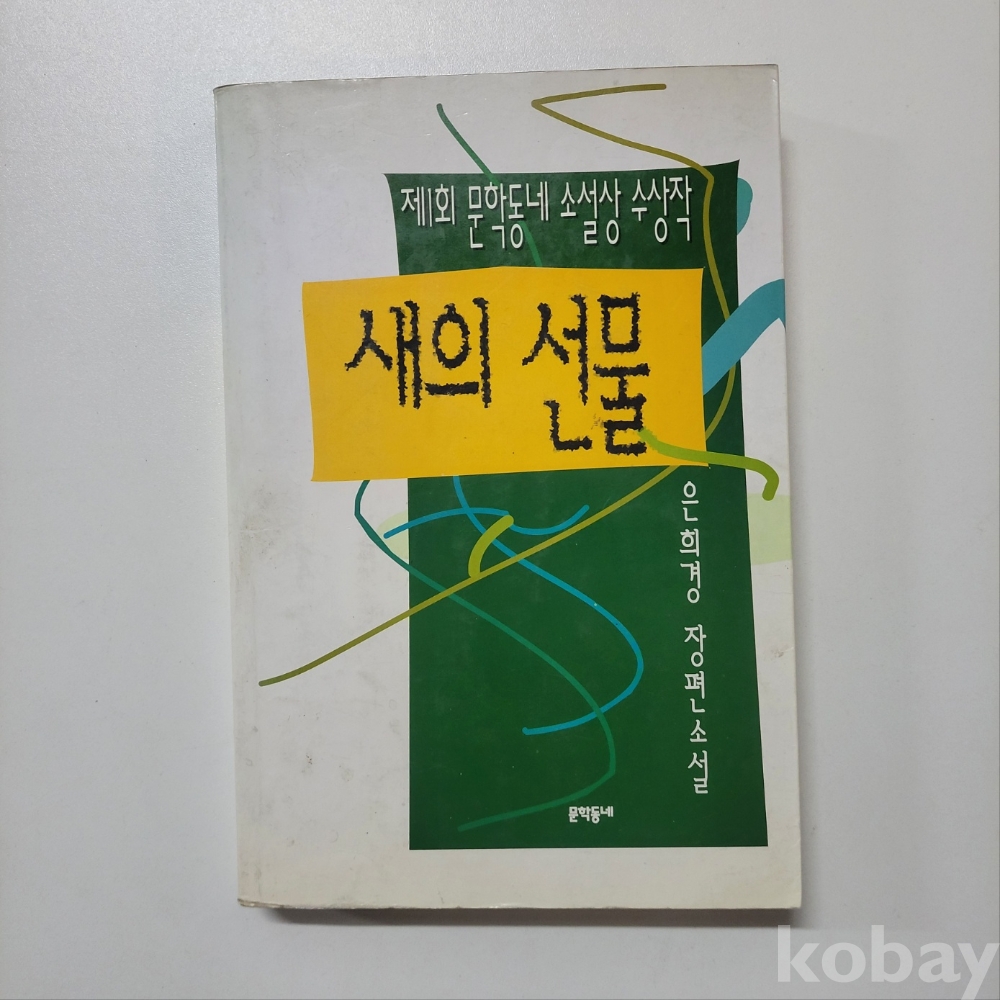 제1회 문학동네 소설상 수상작
새의 선물
은희경 장편소설
문학동네
kobay